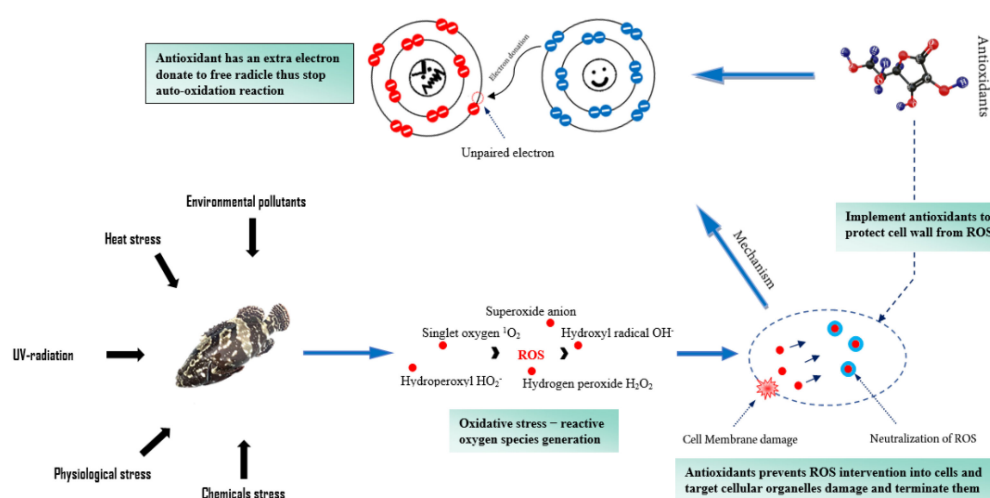 Antioxidant has an extra electron
donate to free radicle thus stop
auto-oxidation reaction
Electron donation
Unpaired electron
Antioxidants
Implement antioxidants to
protect cell wall from ROS
Mechanism
Environmental pollutants
Heat stress
UV-radiation
Physiological stress
Chemicals stress
Superoxide anion
Singlet oxygen ¹O₂
Hydroxyl radical OH⁻
ROS
Hydroperoxyl HO₂⁻
Hydrogen peroxide H₂O₂
Oxidative stress – reactive
oxygen species generation
Cell Membrane damage
Neutralization of ROS
Antioxidants prevents ROS intervention into cells and
target cellular organelles damage and terminate them